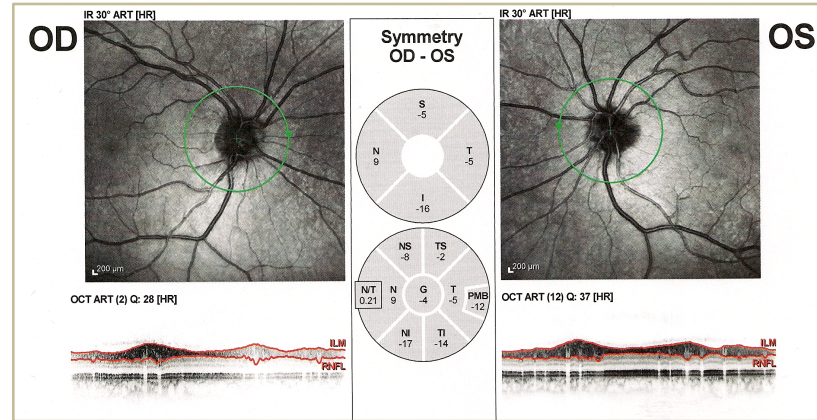 IR 30° ART [HR]
OD
200 µm
OCT ART (2) Q: 28 [HR]
ILM
RNFL
Symmetry
OD - OS
S
-5
N
9
T
-5
I
-16
NS
-8
TS
-2
N/T
0.21
N
9
G
-4
T
-5
PMB
-12
NI
-17
TI
-14
IR 30° ART [HR]
OS
200 µm
OCT ART (12) Q: 37 [HR]
ILM
RNFL